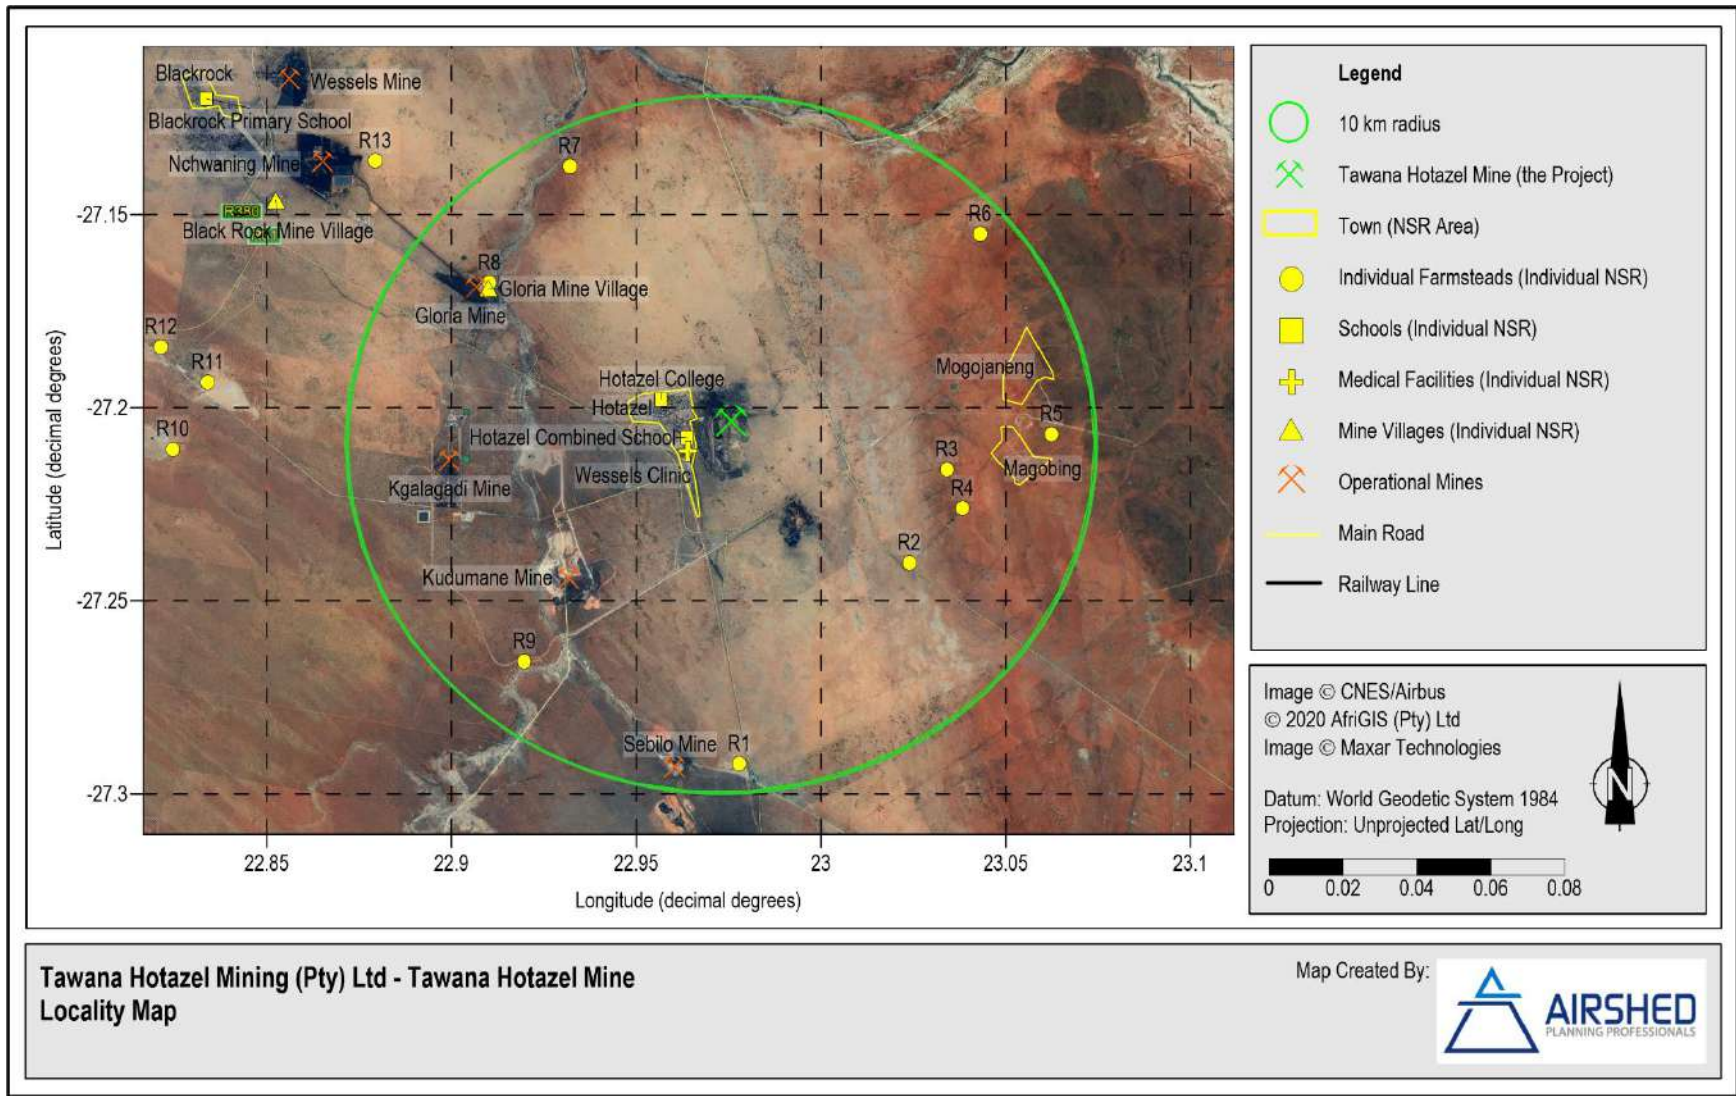 Blackrock
Wessels Mine
Blackrock Primary School
R13
R7
Nchwaning Mine
-27.15
R380
Black Rock Mine Village
R6
R8
Gloria Mine Village
Gloria Mine
R12
R11
Mogojaneng
Hotazel College
-27.2
Hotazel
R5
R10
Hotazel Combined School
R3
Magobing
Wessels Clinic
Kgalagadi Mine
R4
R2
Kudumane Mine
-27.25
R9
Sebilo Mine
R1
-27.3
22.85
22.9
22.95
23
23.05
23.1
Latitude (decimal degrees)
Longitude (decimal degrees)
Legend
10 km radius
Tawana Hotazel Mine (the Project)
Town (NSR Area)
Individual Farmsteads (Individual NSR)
Schools (Individual NSR)
Medical Facilities (Individual NSR)
Mine Villages (Individual NSR)
Operational Mines
Main Road
Railway Line
Image © CNES/Airbus
© 2020 AfriGIS (Pty) Ltd
Image © Maxar Technologies
Datum: World Geodetic System 1984
Projection: Unprojected Lat/Long
N
0 0.02 0.04 0.06 0.08
Tawana Hotazel Mining (Pty) Ltd - Tawana Hotazel Mine
Locality Map
Map Created By:
AIRSHED
PLANNING PROFESSIONALS